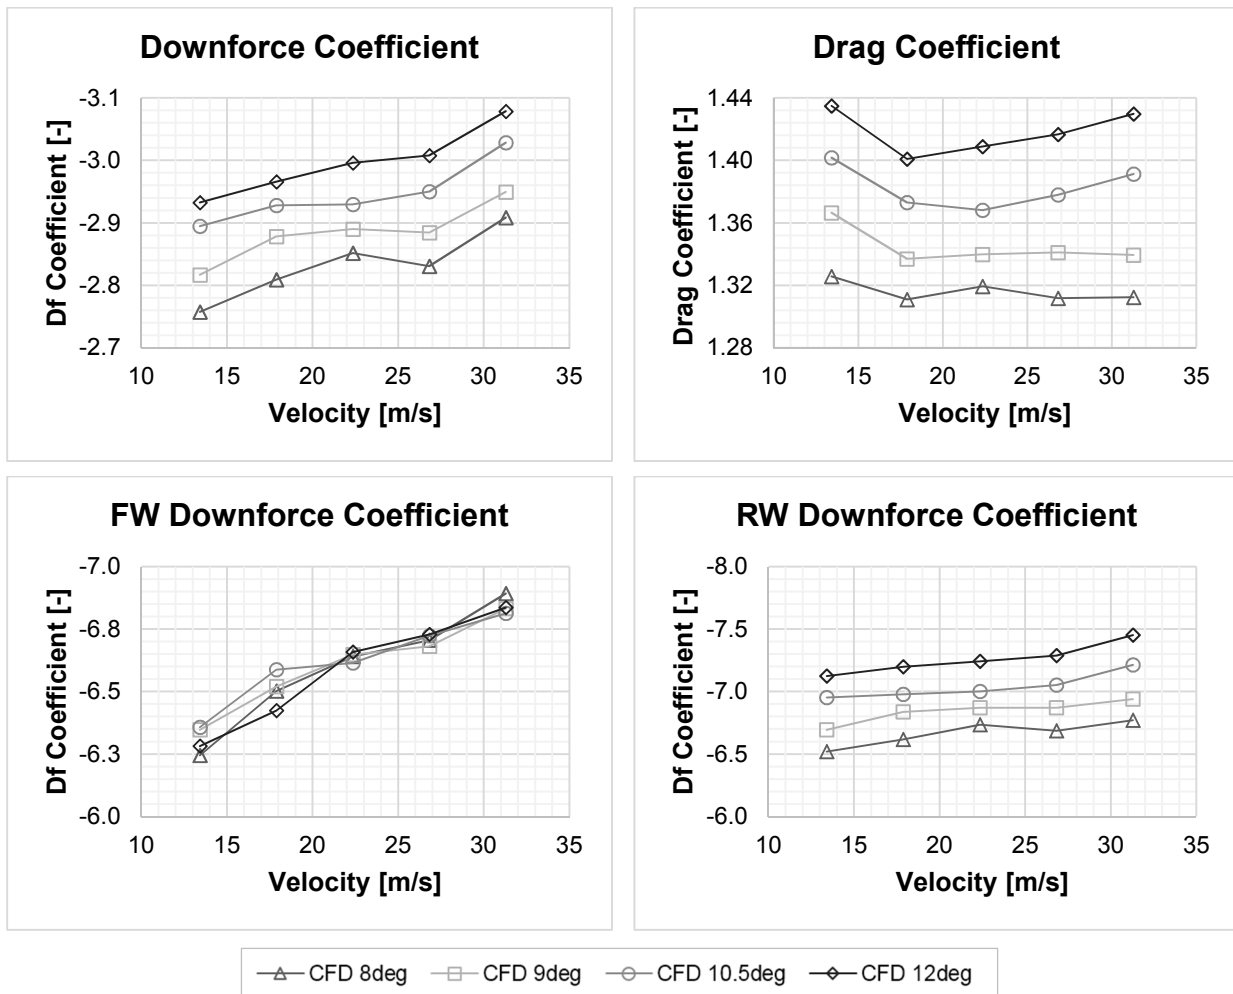 Downforce Coefficient
Df Coefficient [-]
-3.1
-3.0
-2.9
-2.8
-2.7
10 15 20 25 30 35
Velocity [m/s]
Drag Coefficient
Drag Coefficient [-]
1.44
1.40
1.36
1.32
1.28
10 15 20 25 30 35
Velocity [m/s]
FW Downforce Coefficient
Df Coefficient [-]
-7.0
-6.8
-6.5
-6.3
-6.0
10 15 20 25 30 35
Velocity [m/s]
RW Downforce Coefficient
Df Coefficient [-]
-8.0
-7.5
-7.0
-6.5
-6.0
10 15 20 25 30 35
Velocity [m/s]
CFD 8deg CFD 9deg CFD 10.5deg CFD 12deg